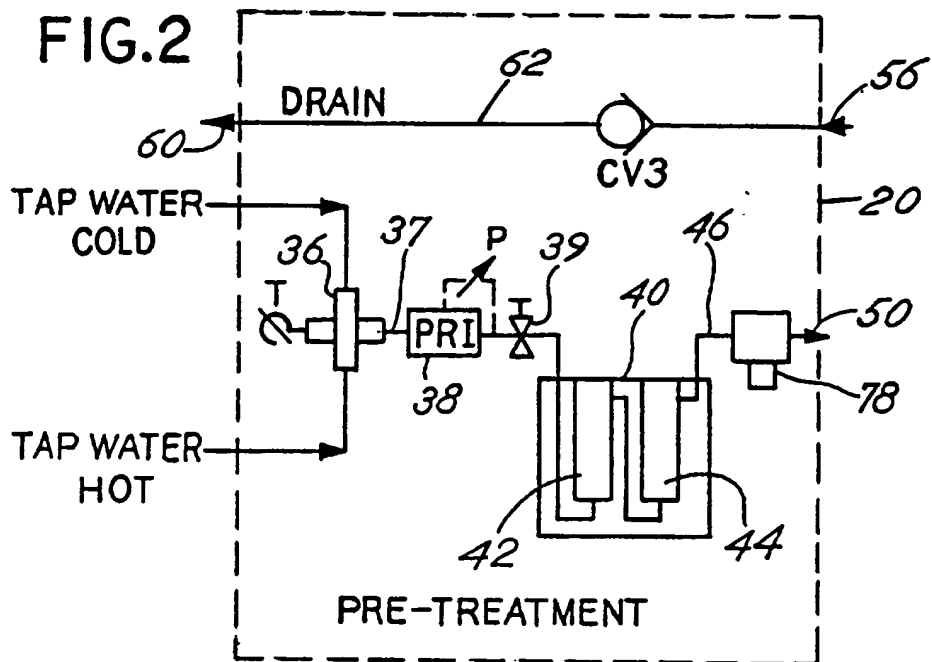 FIG.2
DRAIN
62
56
60
CV3
TAP WATER
COLD
20
36
37
P
39
46
T
40
50
PRI
38
78
TAP WATER
HOT
42
44
PRE-TREATMENT